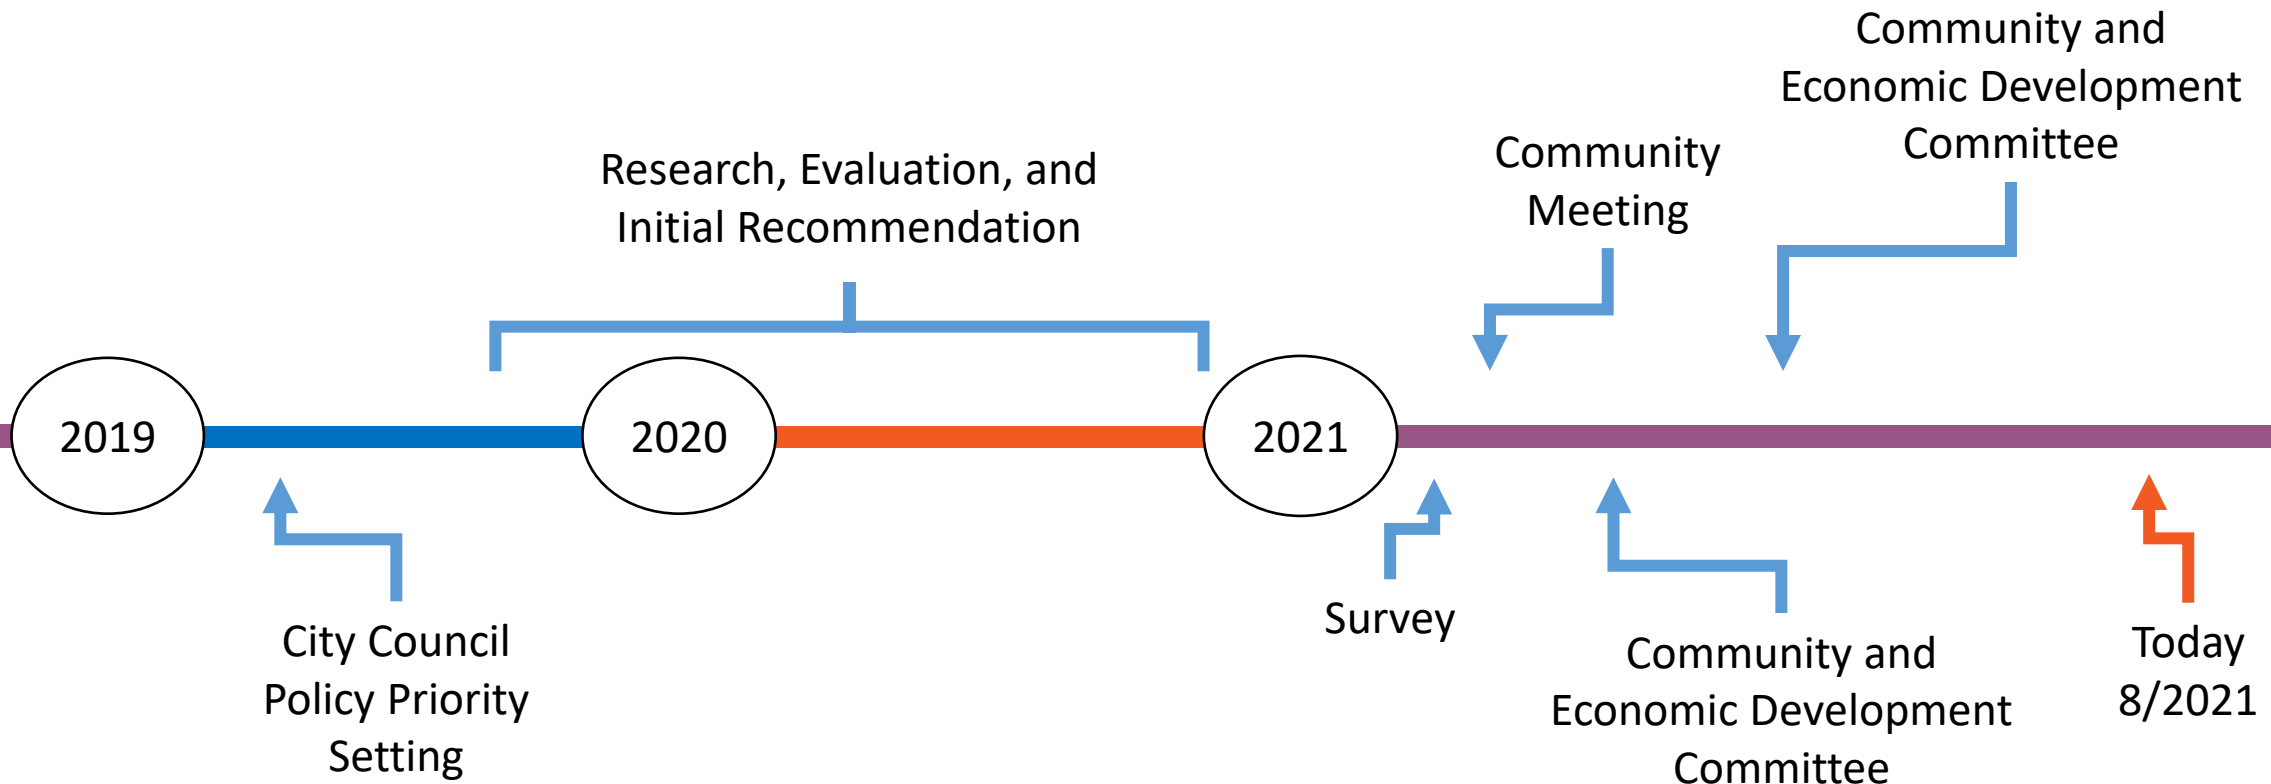 Community and
Economic Development
Committee
Community
Meeting
Research, Evaluation, and
Initial Recommendation
2019
2020
2021
City Council
Policy Priority
Setting
Survey
Community and
Economic Development
Committee
Today
8/2021